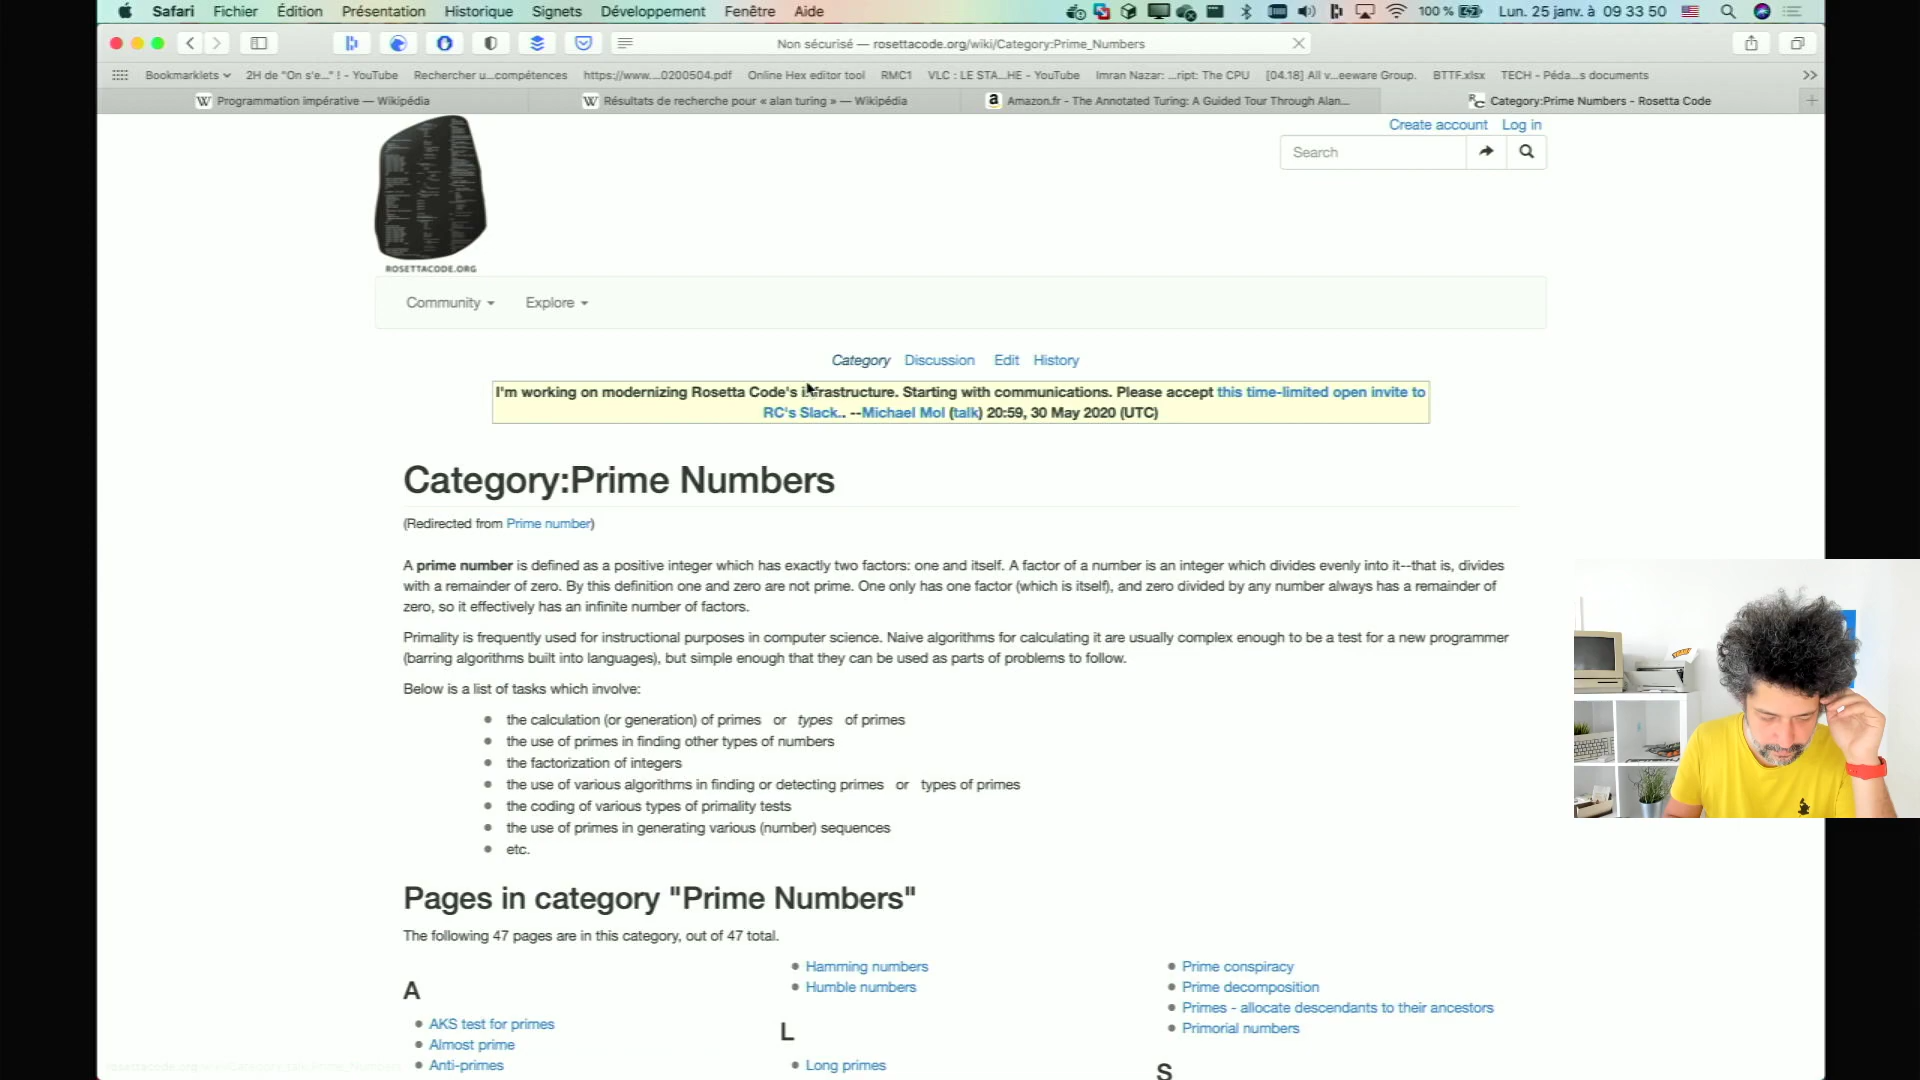 Safari Fichier Édition Présentation Historique Signets Développement Fenêtre Aide 100 % Lun. 25 janv. à 09 33 50
Non sécurisé — rosettacode.org/wiki/Category:Prime_Numbers
Bookmarklets 2H de "On s'e..." ! - YouTube Rechercher u...compétences https://www....0200504.pdf Online Hex editor tool RMC1 VLC : LE STA...HE - YouTube Imran Nazar: ...ript: The CPU [04.18] All v...eeware Group. BTTF.xlsx TECH - Péda...s documents
W Programmation impérative — Wikipédia W Résultats de recherche pour « alan turing » — Wikipédia a Amazon.fr - The Annotated Turing: A Guided Tour Through Alan... RC Category:Prime Numbers - Rosetta Code
Create account Log in
Search
ROSETTACODE.ORG
Community Explore
Category Discussion Edit History
I'm working on modernizing Rosetta Code's infrastructure. Starting with communications. Please accept this time-limited open invite to
RC's Slack.. --Michael Mol (talk) 20:59, 30 May 2020 (UTC)
Category:Prime Numbers
(Redirected from Prime number)
A prime number is defined as a positive integer which has exactly two factors: one and itself. A factor of a number is an integer which divides evenly into it--that is, divides
with a remainder of zero. By this definition one and zero are not prime. One only has one factor (which is itself), and zero divided by any number always has a remainder of
zero, so it effectively has an infinite number of factors.
Primality is frequently used for instructional purposes in computer science. Naive algorithms for calculating it are usually complex enough to be a test for a new programmer
(barring algorithms built into languages), but simple enough that they can be used as parts of problems to follow.
Below is a list of tasks which involve:
the calculation (or generation) of primes or types of primes
the use of primes in finding other types of numbers
the factorization of integers
the use of various algorithms in finding or detecting primes or types of primes
the coding of various types of primality tests
the use of primes in generating various (number) sequences
etc.
Pages in category "Prime Numbers"
The following 47 pages are in this category, out of 47 total.
A
AKS test for primes
Almost prime
Anti-primes
Hamming numbers
Humble numbers
L
Long primes
Prime conspiracy
Prime decomposition
Primes - allocate descendants to their ancestors
Primorial numbers
S